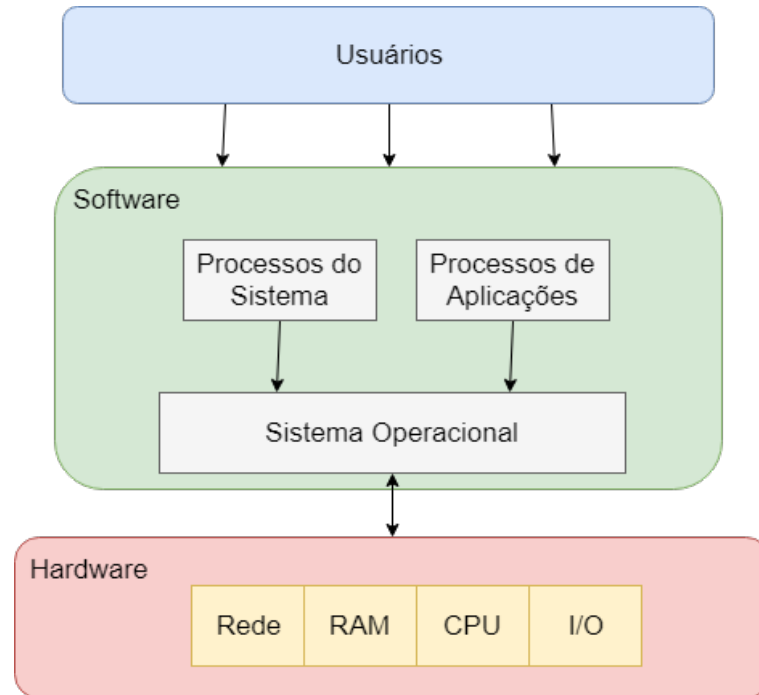 Usuários
Software
Processos do
Sistema
Processos de
Aplicações
Sistema Operacional
Hardware
Rede
RAM
CPU
I/O